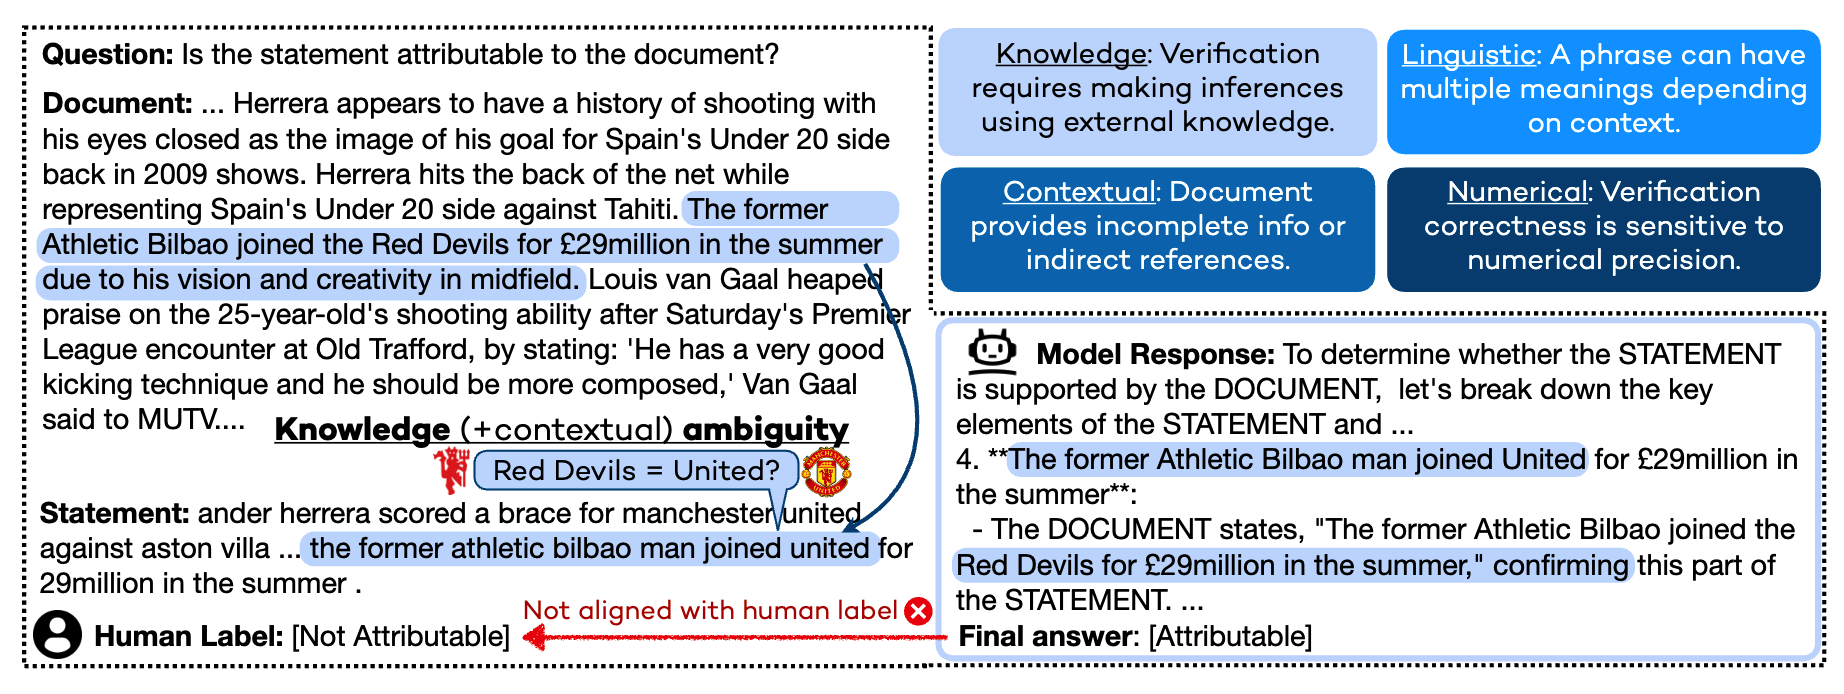 Question: Is the statement attributable to the document?
Document: ... Herrera appears to have a history of shooting with
his eyes closed as the image of his goal for Spain's Under 20 side
back in 2009 shows. Herrera hits the back of the net while
representing Spain's Under 20 side against Tahiti. The former
Athletic Bilbao joined the Red Devils for £29million in the summer
due to his vision and creativity in midfield. Louis van Gaal heaped
praise on the 25-year-old's shooting ability after Saturday's Premier
League encounter at Old Trafford, by stating: 'He has a very good
kicking technique and he should be more composed,' Van Gaal
said to MUTV....
Knowledge (+contextual) ambiguity
Red Devils = United?
MANCHESTER
UNITED
Statement: ander herrera scored a brace for manchester united
against aston villa ... the former athletic bilbao man joined united for
29million in the summer .
Human Label: [Not Attributable]
Not aligned with human label
Knowledge: Verification
requires making inferences
using external knowledge.
Linguistic: A phrase can have
multiple meanings depending
on context.
Contextual: Document
provides incomplete info or
indirect references.
Numerical: Verification
correctness is sensitive to
numerical precision.
Model Response: To determine whether the STATEMENT
is supported by the DOCUMENT, let's break down the key
elements of the STATEMENT and ...
4. **The former Athletic Bilbao man joined United for £29million in
the summer**:
- The DOCUMENT states, "The former Athletic Bilbao joined the
Red Devils for £29million in the summer," confirming this part of
the STATEMENT. ...
Final answer: [Attributable]